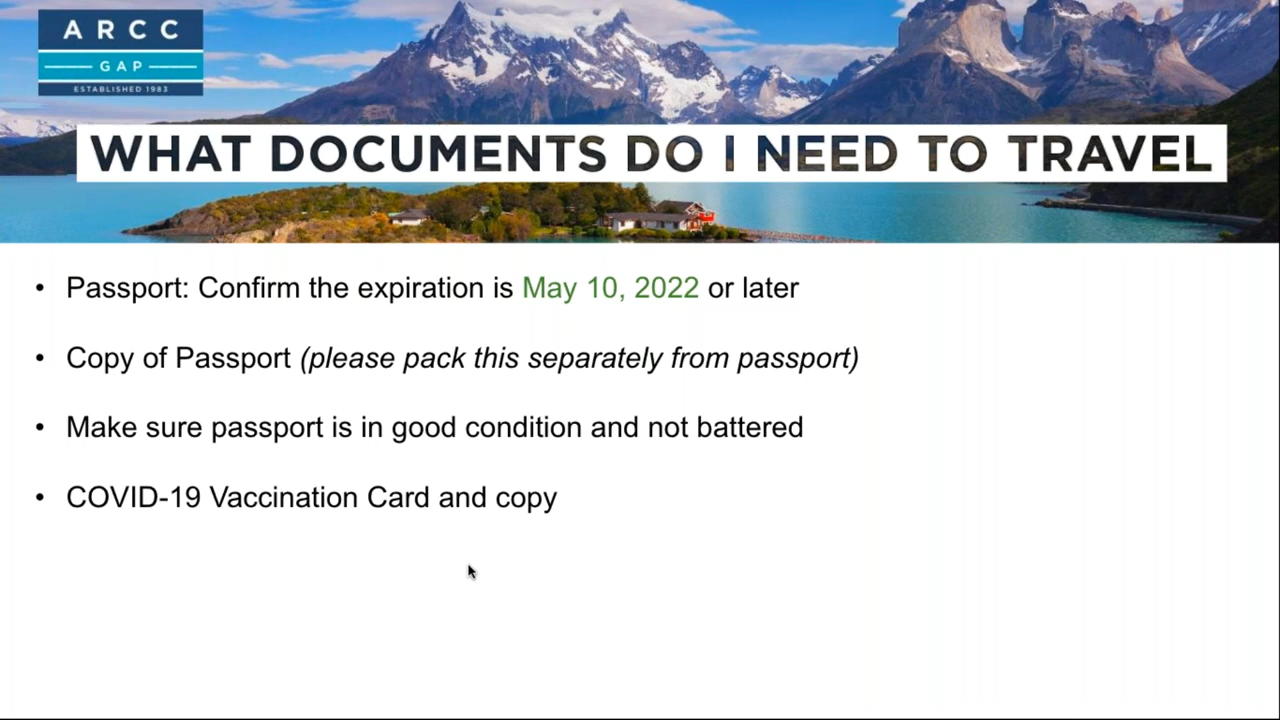 ARCC
GAP
ESTABLISHED 1983
WHAT DOCUMENTS DO I NEED TO TRAVEL
• Passport: Confirm the expiration is May 10, 2022 or later
• Copy of Passport (please pack this separately from passport)
• Make sure passport is in good condition and not battered
• COVID-19 Vaccination Card and copy